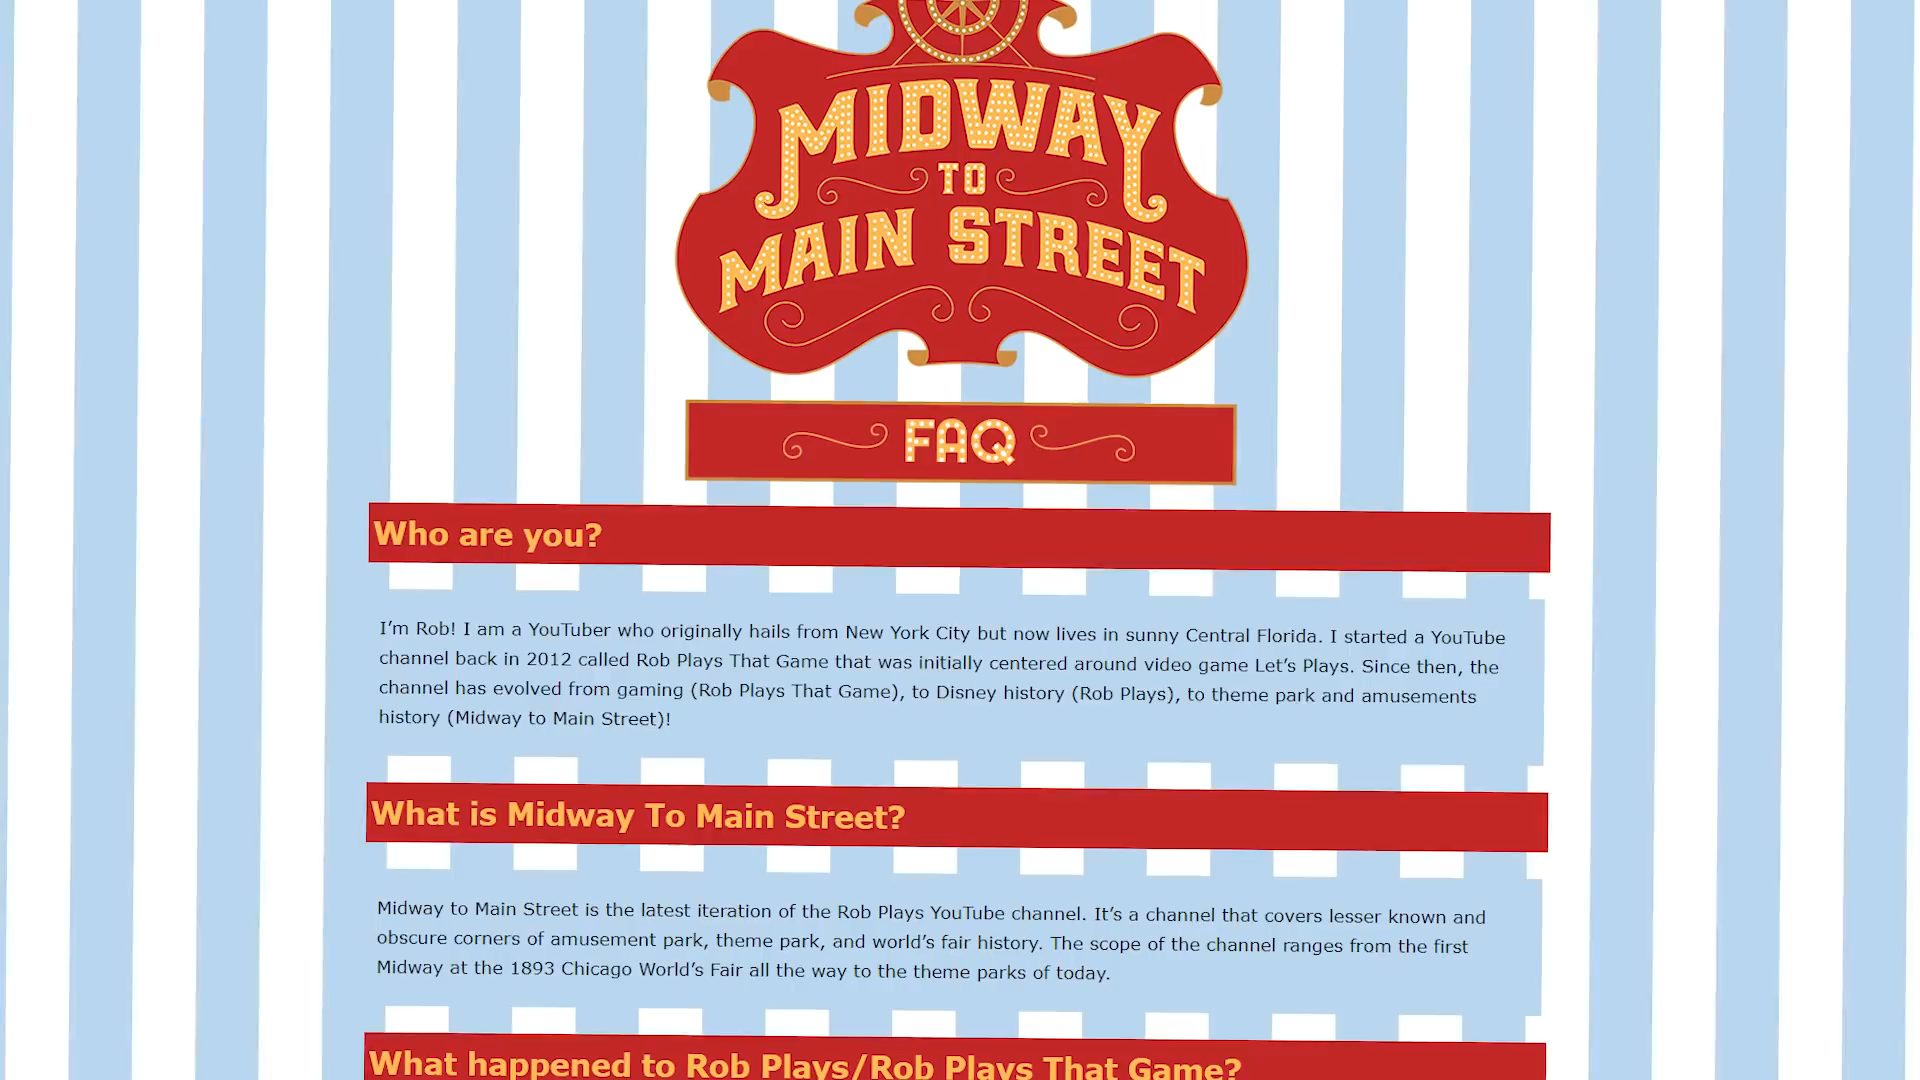 MIDWAY
TO
MAIN STREET
FAQ
Who are you?
I’m Rob! I am a YouTuber who originally hails from New York City but now lives in sunny Central Florida. I started a YouTube
channel back in 2012 called Rob Plays That Game that was initially centered around video game Let’s Plays. Since then, the
channel has evolved from gaming (Rob Plays That Game), to Disney history (Rob Plays), to theme park and amusements
history (Midway to Main Street)!
What is Midway To Main Street?
Midway to Main Street is the latest iteration of the Rob Plays YouTube channel. It’s a channel that covers lesser known and
obscure corners of amusement park, theme park, and world’s fair history. The scope of the channel ranges from the first
Midway at the 1893 Chicago World’s Fair all the way to the theme parks of today.
What happened to Rob Plays/Rob Plays That Game?